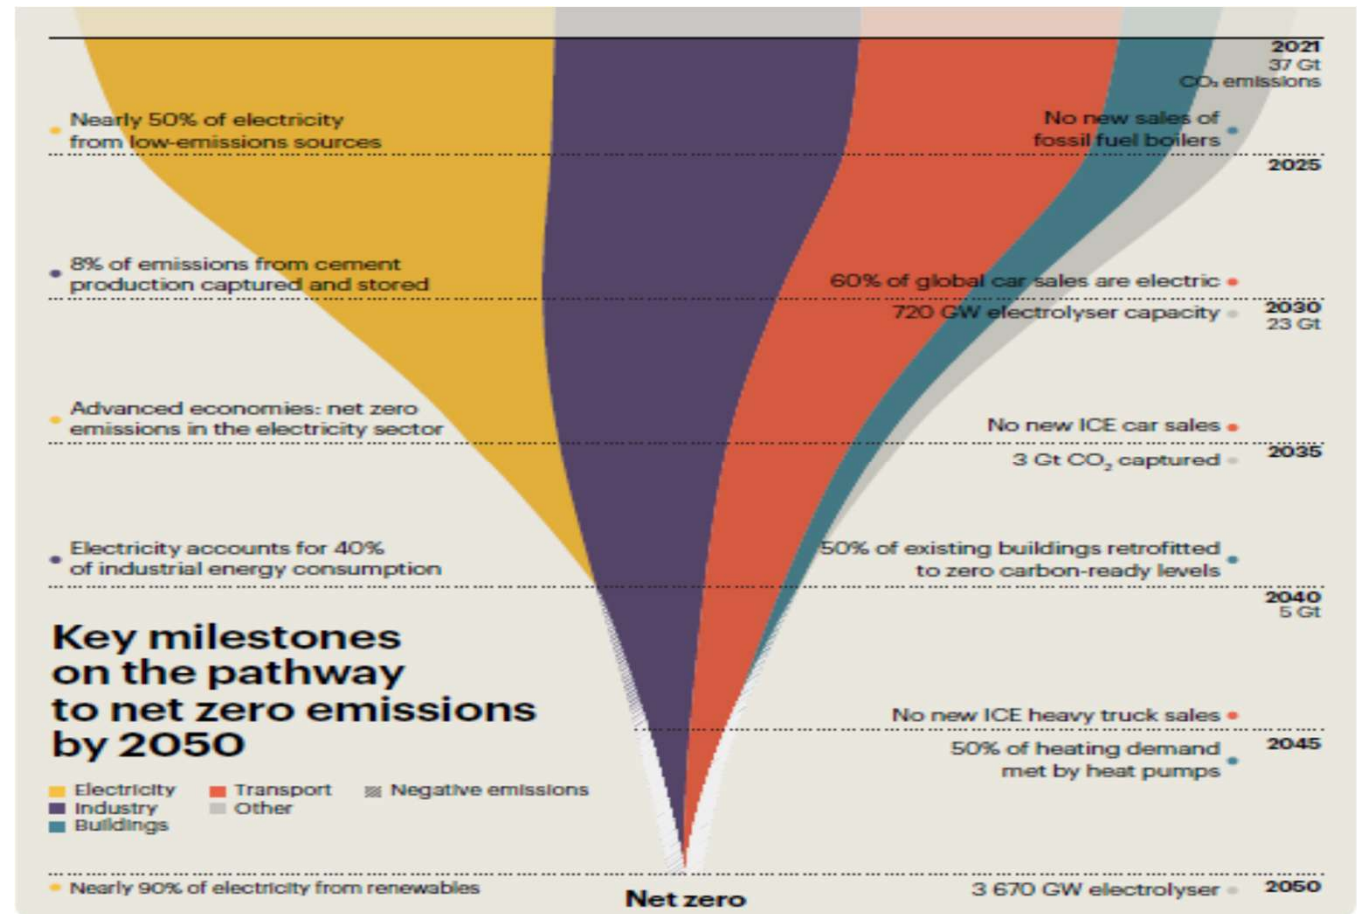 2021
37 Gt
CO₂ emissions
Nearly 50% of electricity
from low-emissions sources
No new sales of
fossil fuel boilers
2025
8% of emissions from cement
production captured and stored
60% of global car sales are electric
720 GW electrolyser capacity
2030
23 Gt
Advanced economies: net zero
emissions in the electricity sector
No new ICE car sales
3 Gt CO₂ captured
2035
Electricity accounts for 40%
of industrial energy consumption
50% of existing buildings retrofitted
to zero carbon-ready levels
2040
5 Gt
Key milestones
on the pathway
to net zero emissions
by 2050
No new ICE heavy truck sales
50% of heating demand
met by heat pumps
2045
Electricity
Transport
Negative emissions
Industry
Other
Buildings
Nearly 90% of electricity from renewables
Net zero
3 670 GW electrolyser
2050